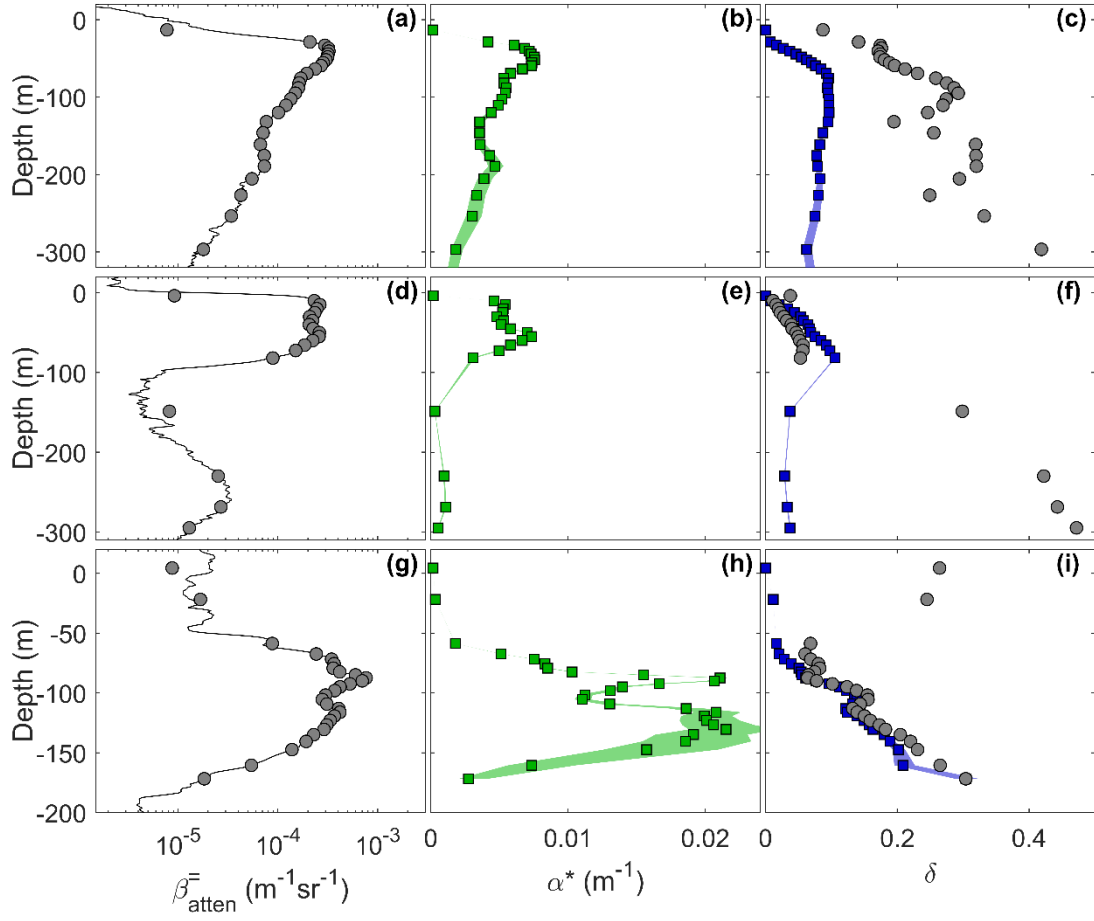 (a) (b) (c)
0
-100
-200
-300
Depth (m)
(d) (e) (f)
0
-100
-200
-300
Depth (m)
(g) (h) (i)
0
-50
-100
-150
-200
Depth (m)
10⁻⁵ 10⁻⁴ 10⁻³ 0 0.01 0.02 0 0.2 0.4
β⁼atten (m⁻¹sr⁻¹) α* (m⁻¹) δ